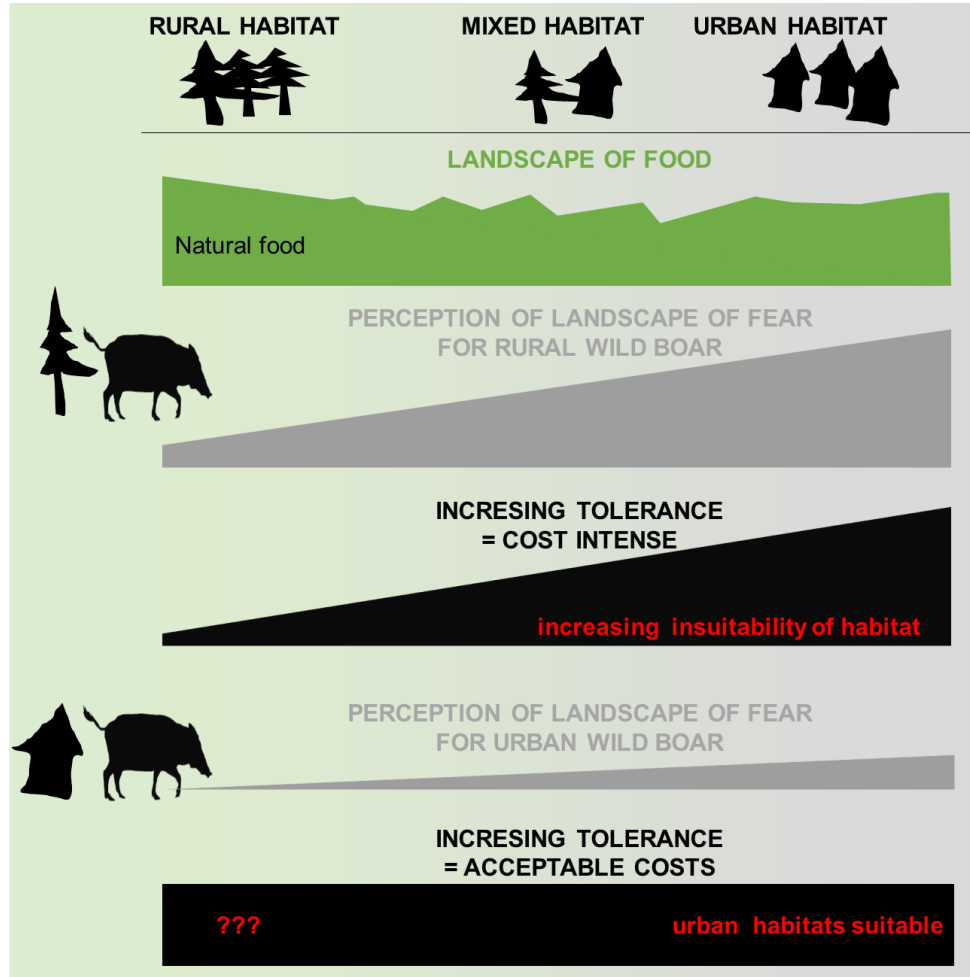 RURAL HABITAT MIXED HABITAT URBAN HABITAT
LANDSCAPE OF FOOD
Natural food
PERCEPTION OF LANDSCAPE OF FEAR
FOR RURAL WILD BOAR
INCRESING TOLERANCE
= COST INTENSE
increasing insuitability of habitat
PERCEPTION OF LANDSCAPE OF FEAR
FOR URBAN WILD BOAR
INCRESING TOLERANCE
= ACCEPTABLE COSTS
??? urban habitats suitable